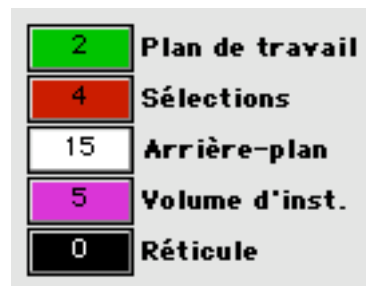 2 Plan de travail
4 Sélections
15 Arrière-plan
5 Volume d'inst.
0 Réticule